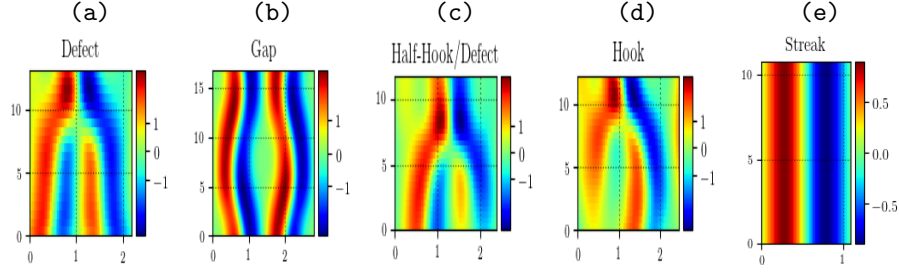 (a) (b) (c) (d) (e)
Defect Gap Half-Hook/Defect Hook Streak
10 5 0 0 1 2 1 0 −1
15 10 5 0 0 1 2 1 0 −1
10 5 0 0 1 2 1 0 −1
10 5 0 0 1 2 1 0 −1
10 5 0 0 1 0.5 0.0 −0.5